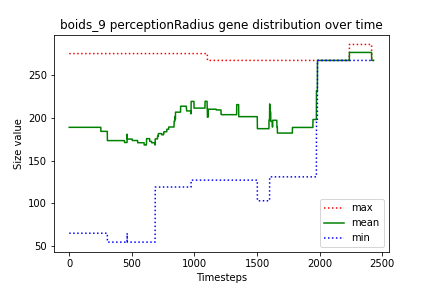 boids_9 perceptionRadius gene distribution over time
Size value
250
200
150
100
50
0
500
1000
1500
2000
2500
Timesteps
max
mean
min